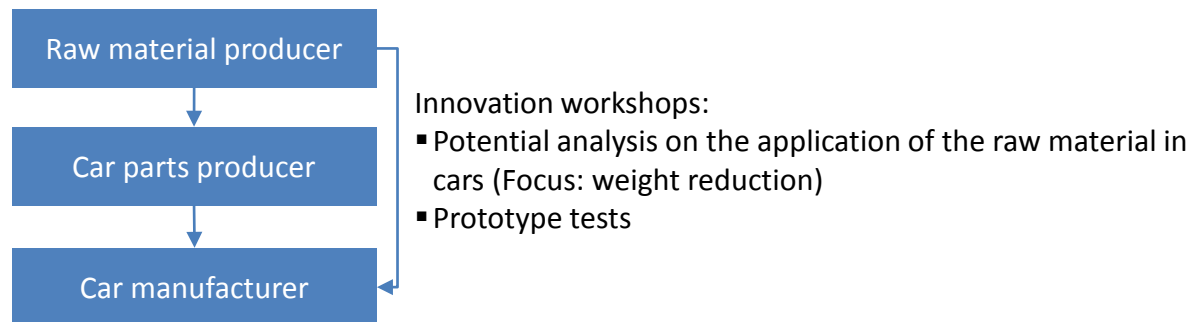 Raw material producer
Car parts producer
Car manufacturer
Innovation workshops:
▪ Potential analysis on the application of the raw material in
cars (Focus: weight reduction)
▪ Prototype tests